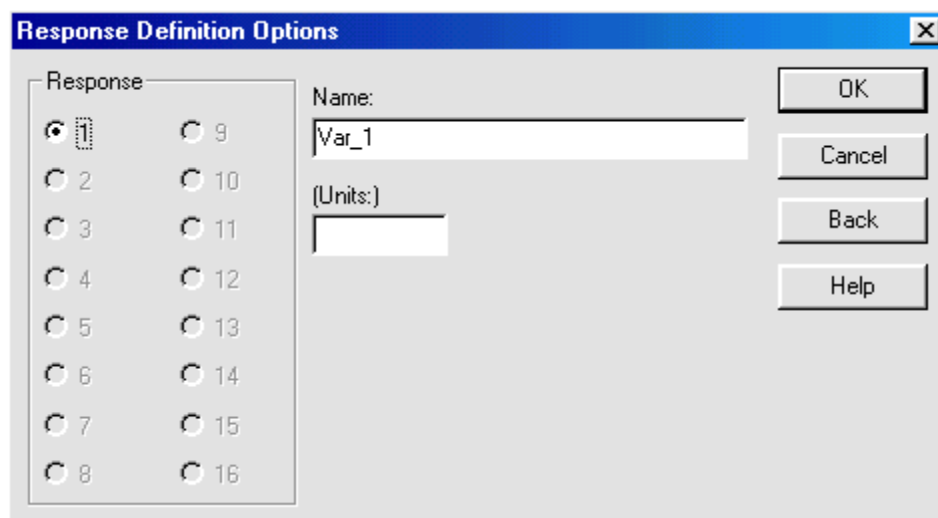 Response Definition Options
Response
1
2
3
4
5
6
7
8
9
10
11
12
13
14
15
16
Name:
Var_1
(Units:)
OK
Cancel
Back
Help